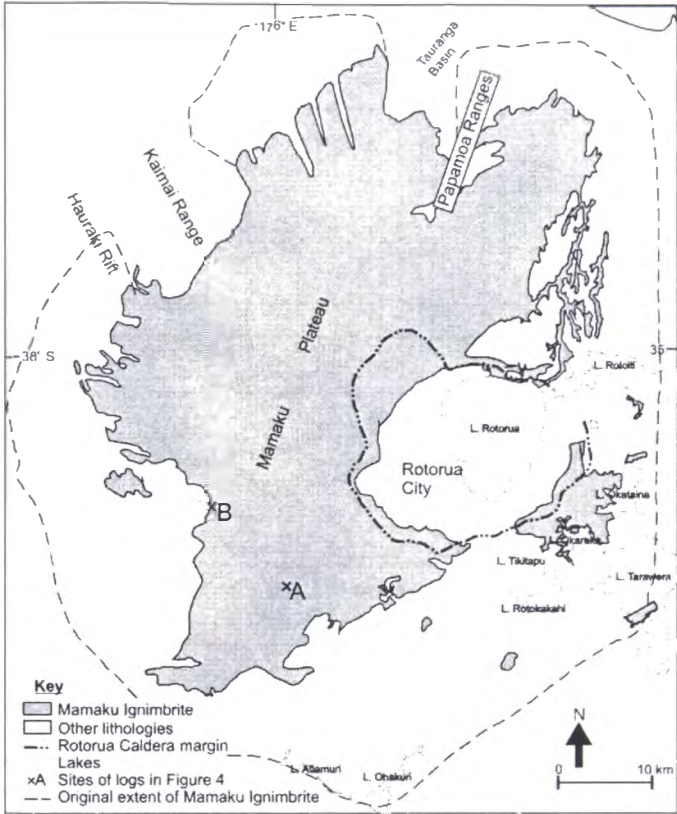 176° E
Tauranga
Basin
Papamoa Ranges
Kaimai Range
Hauraki Rift
38° S
Mamaku Plateau
L. Rotoiti
L. Rotorua
Rotorua
City
L. Okataina
B
L. Okareka
L. Tikitapu
L. Tarawera
×A
L. Rotokakahi
Key
Mamaku Ignimbrite
Other lithologies
Rotorua Caldera margin
Lakes
×A Sites of logs in Figure 4
Original extent of Mamaku Ignimbrite
L. Atiamuri
L. Ohakuri
N
0 10 km